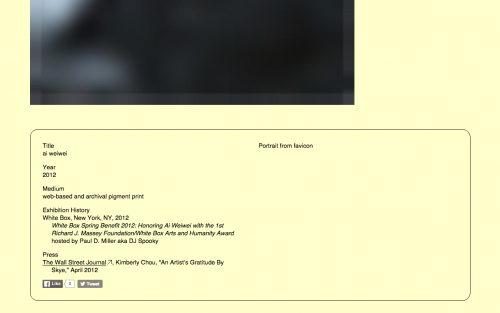 Title
ai weiwei
Portrait from favicon
Year
2012
Medium
web-based and archival pigment print
Exhibition History
White Box, New York, NY, 2012
White Box Spring Benefit 2012: Honoring Ai Weiwei with the 1st
Richard J. Massey Foundation/White Box Arts and Humanity Award
hosted by Paul D. Miller aka DJ Spooky
Press
The Wall Street Journal ↗, Kimberly Chou, "An Artist's Gratitude By
Skye," April 2012
Like 0 Tweet